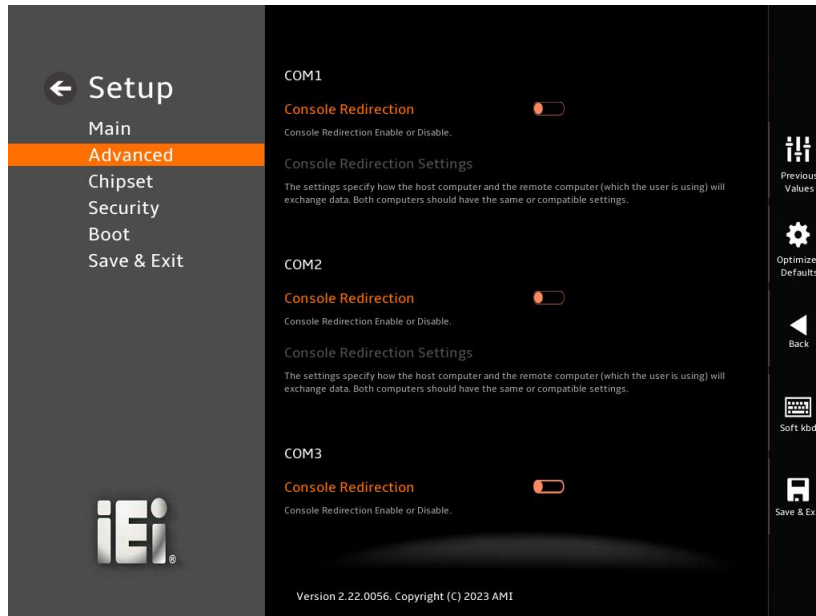 Setup
Main
Advanced
Chipset
Security
Boot
Save & Exit
iEi®
COM1
Console Redirection
Console Redirection Enable or Disable.
Console Redirection Settings
The settings specify how the host computer and the remote computer (which the user is using) will
exchange data. Both computers should have the same or compatible settings.
COM2
Console Redirection
Console Redirection Enable or Disable.
Console Redirection Settings
The settings specify how the host computer and the remote computer (which the user is using) will
exchange data. Both computers should have the same or compatible settings.
COM3
Console Redirection
Console Redirection Enable or Disable.
Version 2.22.0056. Copyright (C) 2023 AMI
Previous
Values
Optimize
Defaults
Back
Soft kbd
Save & Ex